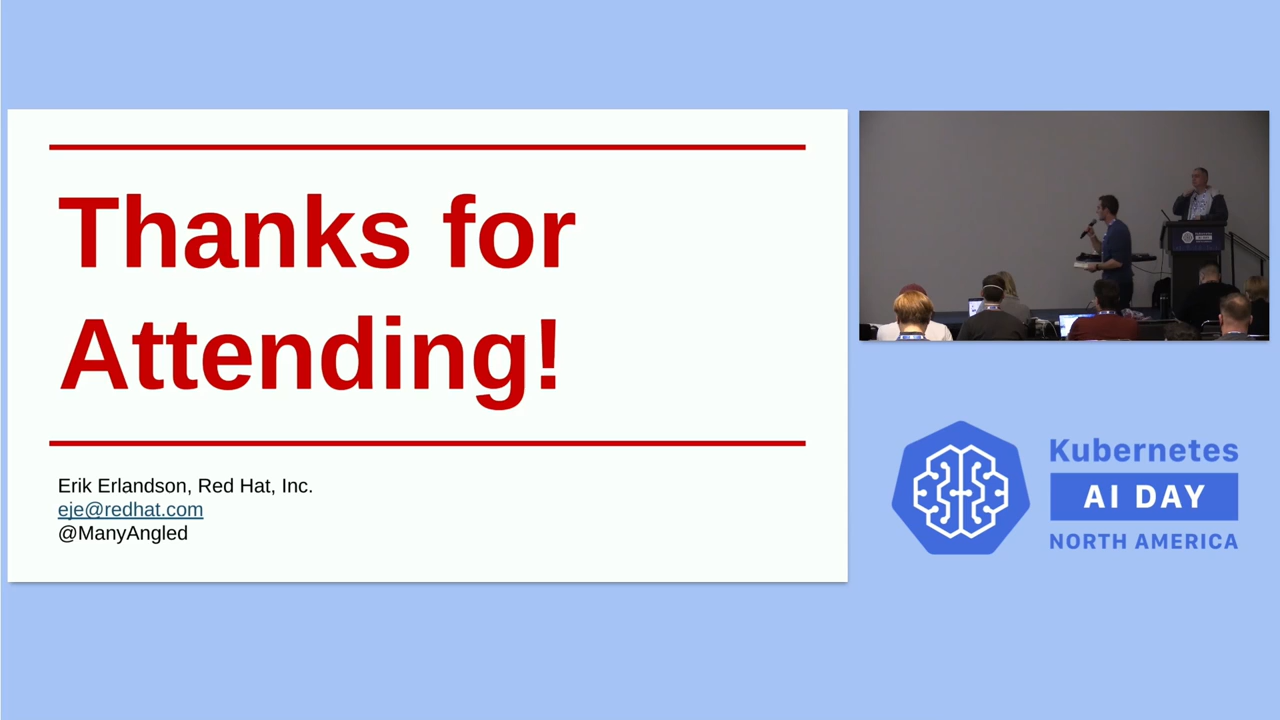 Thanks for
Attending!
Erik Erlandson, Red Hat, Inc.
eje@redhat.com
@ManyAngled
Kubernetes
AI DAY
NORTH AMERICA